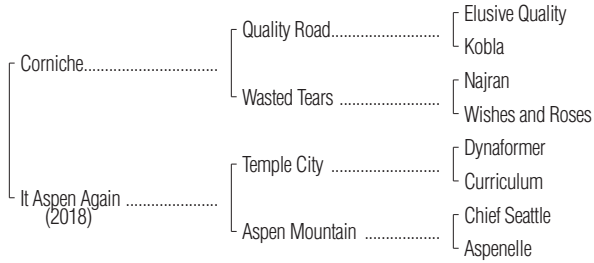 Elusive Quality
Quality Road
Kobla
Corniche
Najran
Wasted Tears
Wishes and Roses
Dynaformer
Temple City
Curriculum
It Aspen Again
(2018)
Chief Seattle
Aspen Mountain
Aspenelle